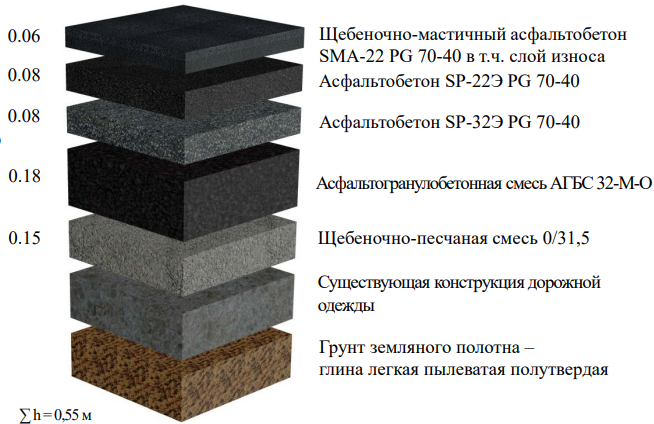 0.06
Щебеночно-мастичный асфальтобетон
SMA-22 PG 70-40 в т.ч. слой износа
0.08
Асфальтобетон SP-22Э PG 70-40
0.08
Асфальтобетон SP-32Э PG 70-40
0.18
Асфальтогранулобетонная смесь АГБС 32-М-О
0.15
Щебеночно-песчаная смесь 0/31,5
Существующая конструкция дорожной
одежды
Грунт земляного полотна –
глина легкая пылеватая полутвердая
∑ h = 0,55 м